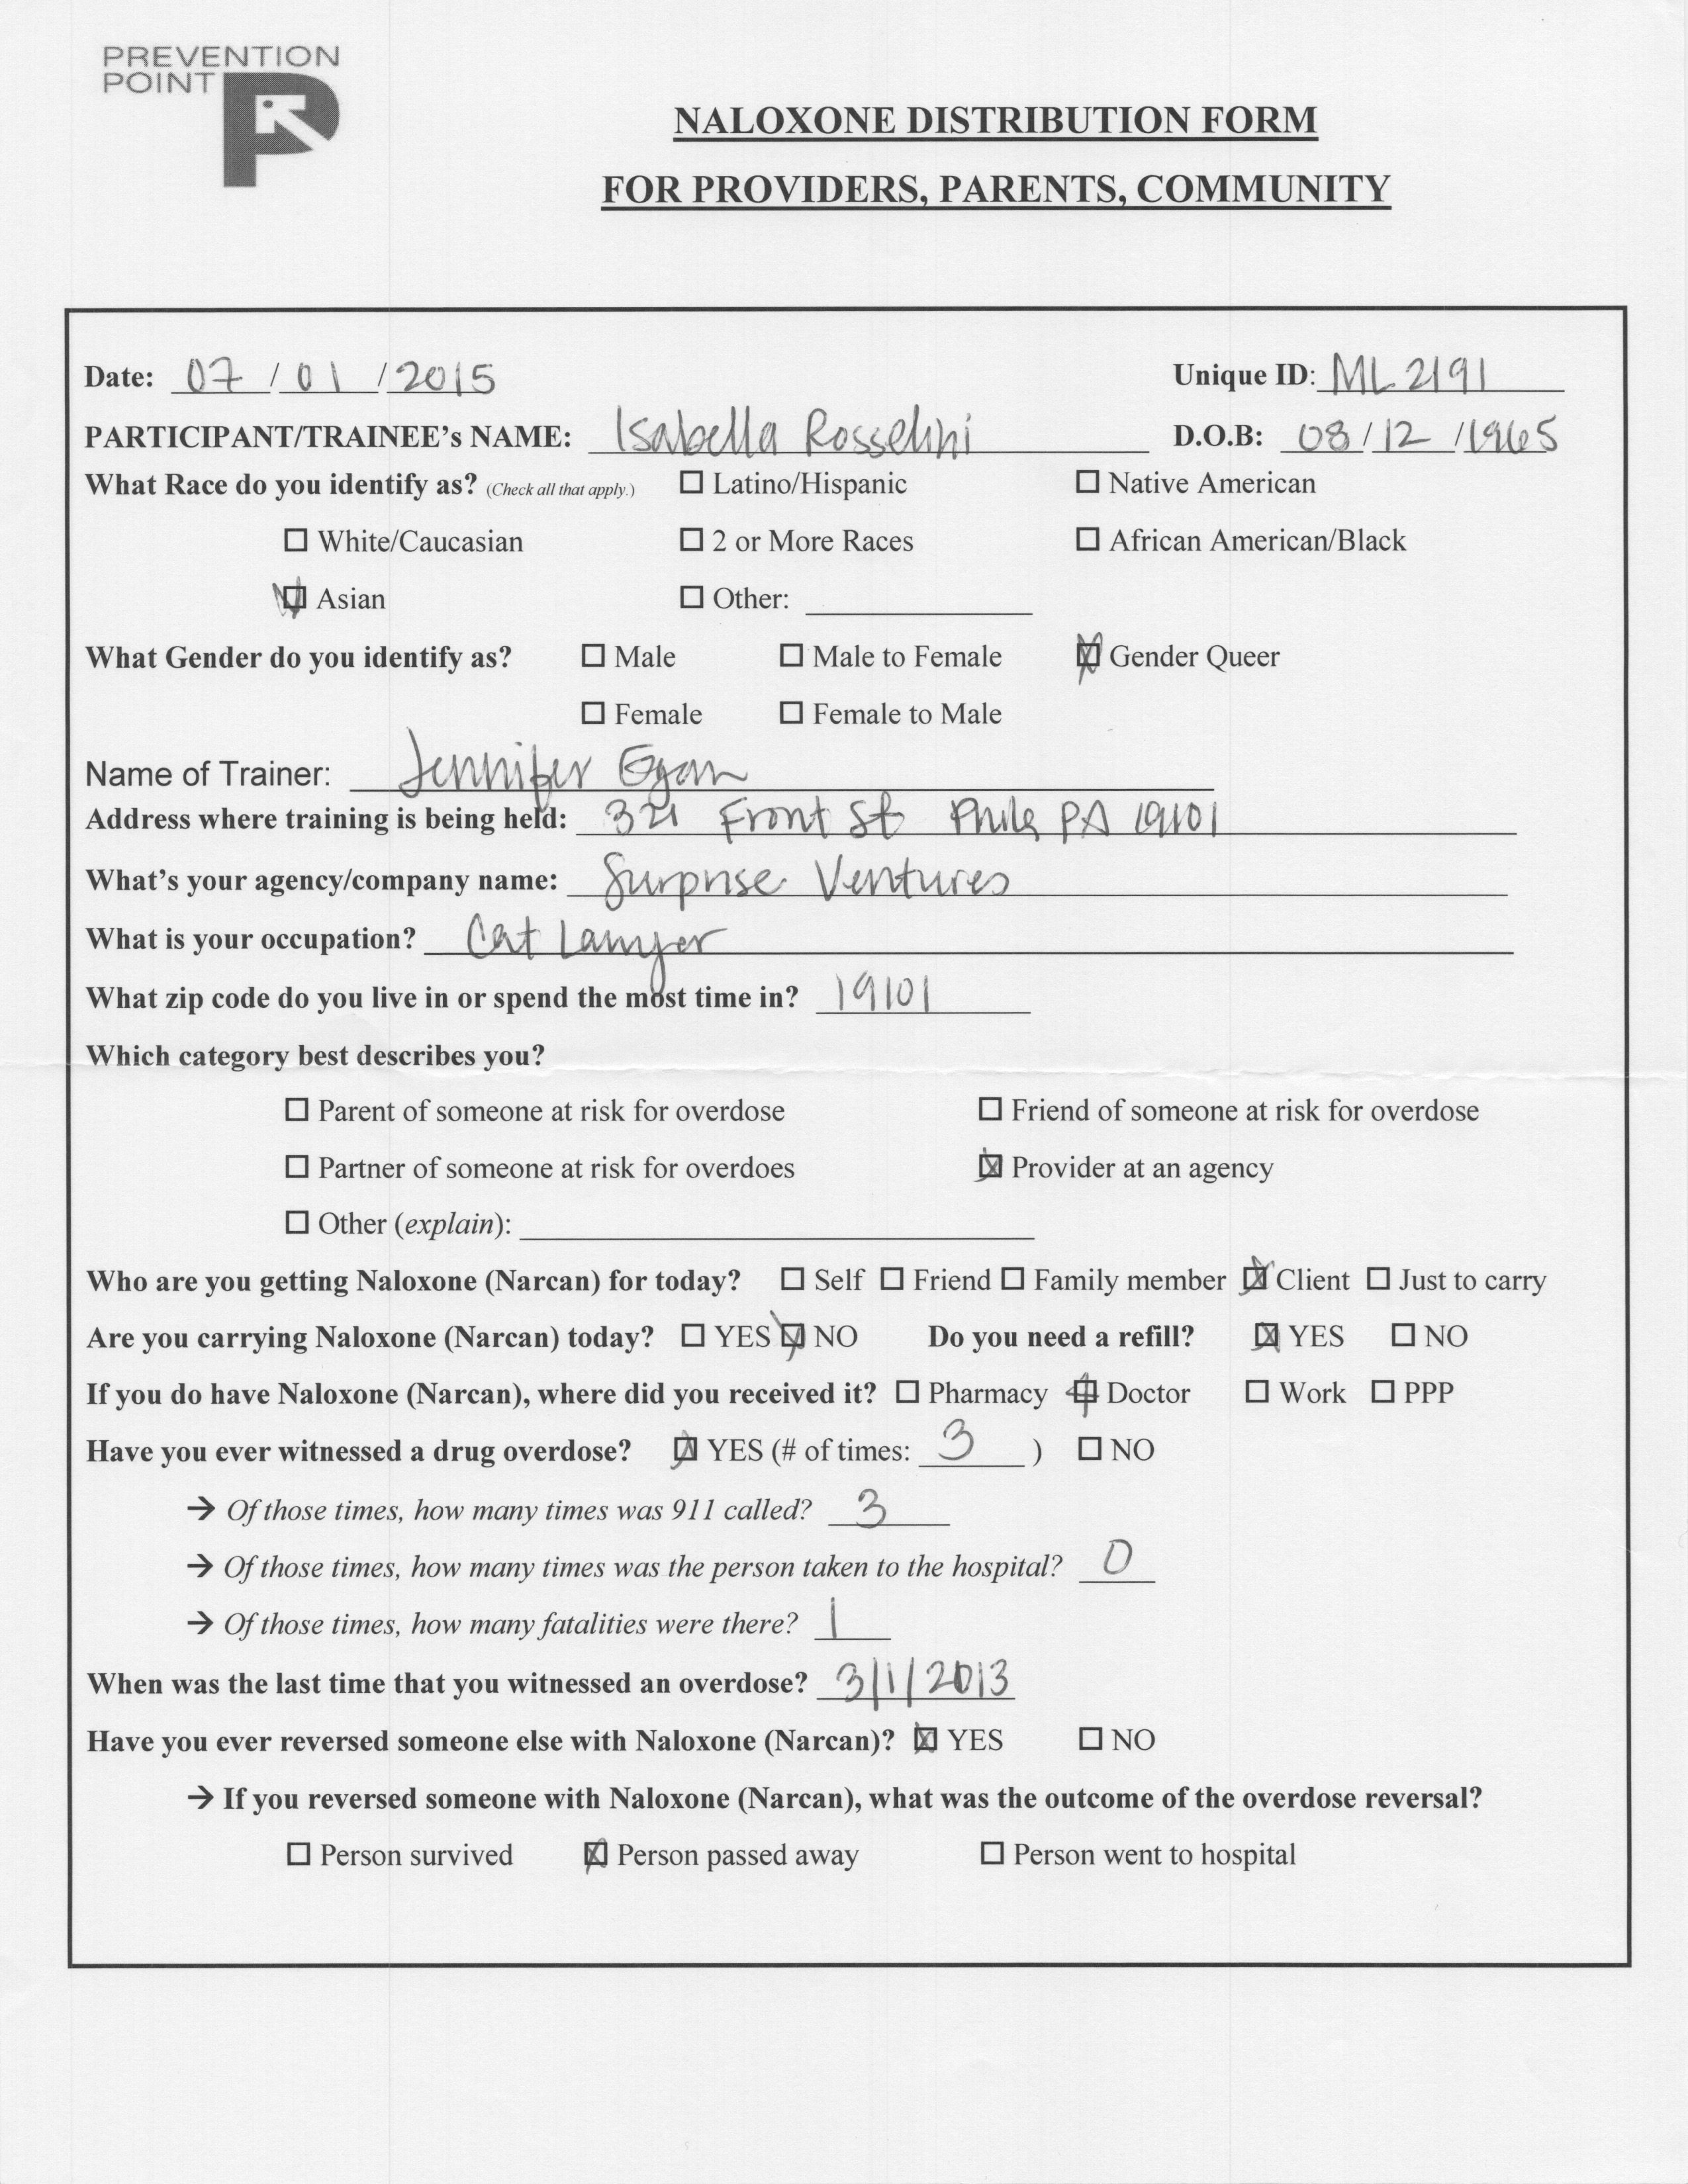 PREVENTION
POINT
NALOXONE DISTRIBUTION FORM
FOR PROVIDERS, PARENTS, COMMUNITY
Date: 07 / 01 / 2015 Unique ID: ML2191
PARTICIPANT/TRAINEE's NAME: Isabella Rosselini D.O.B: 08 / 12 / 1965
What Race do you identify as? (Check all that apply.) ☐ Latino/Hispanic ☐ Native American
☐ White/Caucasian ☐ 2 or More Races ☐ African American/Black
☒ Asian ☐ Other:
What Gender do you identify as? ☐ Male ☐ Male to Female ☒ Gender Queer
☐ Female ☐ Female to Male
Name of Trainer: Jennifer Egan
Address where training is being held: 321 Front St Phila PA 19101
What's your agency/company name: Surprise Ventures
What is your occupation? Cat Lawyer
What zip code do you live in or spend the most time in? 19101
Which category best describes you?
☐ Parent of someone at risk for overdose ☐ Friend of someone at risk for overdose
☐ Partner of someone at risk for overdoes ☒ Provider at an agency
☐ Other (explain):
Who are you getting Naloxone (Narcan) for today? ☐ Self ☐ Friend ☐ Family member ☒ Client ☐ Just to carry
Are you carrying Naloxone (Narcan) today? ☐ YES ☒ NO Do you need a refill? ☒ YES ☐ NO
If you do have Naloxone (Narcan), where did you received it? ☐ Pharmacy ☒ Doctor ☐ Work ☐ PPP
Have you ever witnessed a drug overdose? ☒ YES (# of times: 3 ) ☐ NO
→ Of those times, how many times was 911 called? 3
→ Of those times, how many times was the person taken to the hospital? 0
→ Of those times, how many fatalities were there? 1
When was the last time that you witnessed an overdose? 3/1/2013
Have you ever reversed someone else with Naloxone (Narcan)? ☒ YES ☐ NO
→ If you reversed someone with Naloxone (Narcan), what was the outcome of the overdose reversal?
☐ Person survived ☒ Person passed away ☐ Person went to hospital